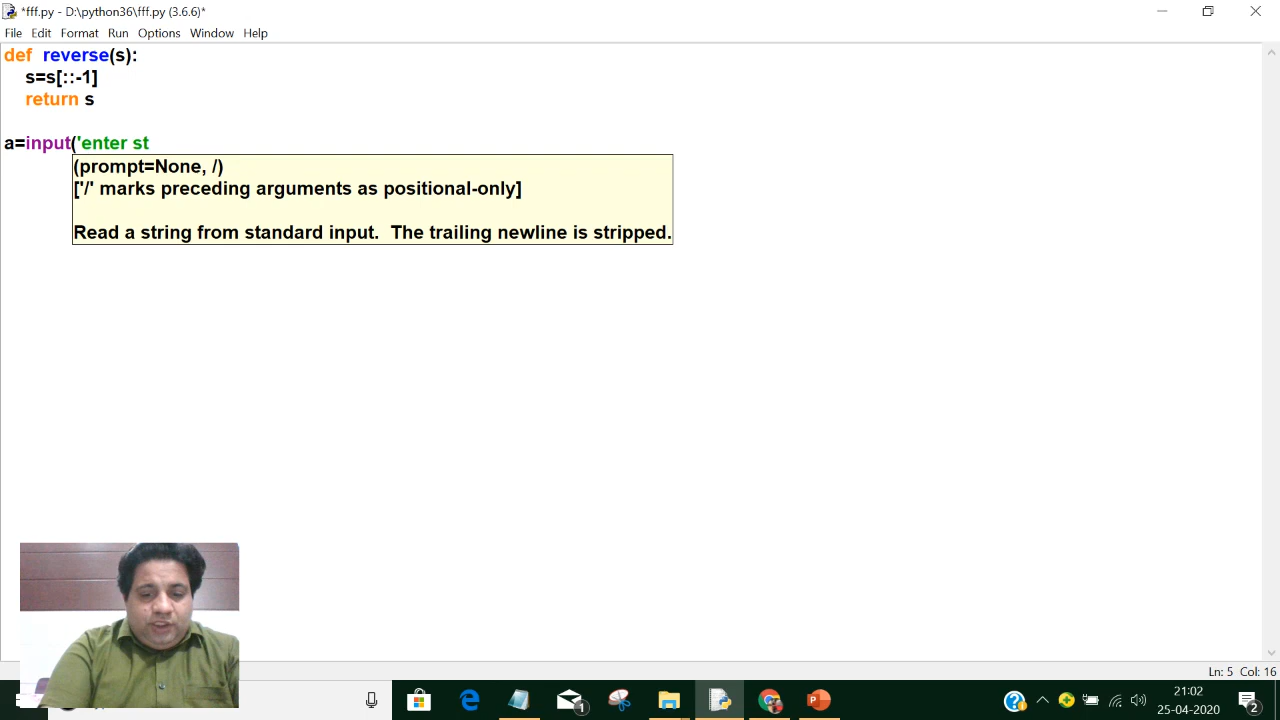 *fff.py - D:\python36\fff.py (3.6.6)*
File Edit Format Run Options Window Help
def  reverse(s):
    s=s[::-1]
    return s
a=input('enter st
(prompt=None, /)
['/' marks preceding arguments as positional-only]
Read a string from standard input.  The trailing newline is stripped.
Ln: 5 Col: 16
1
21:02
25-04-2020
2